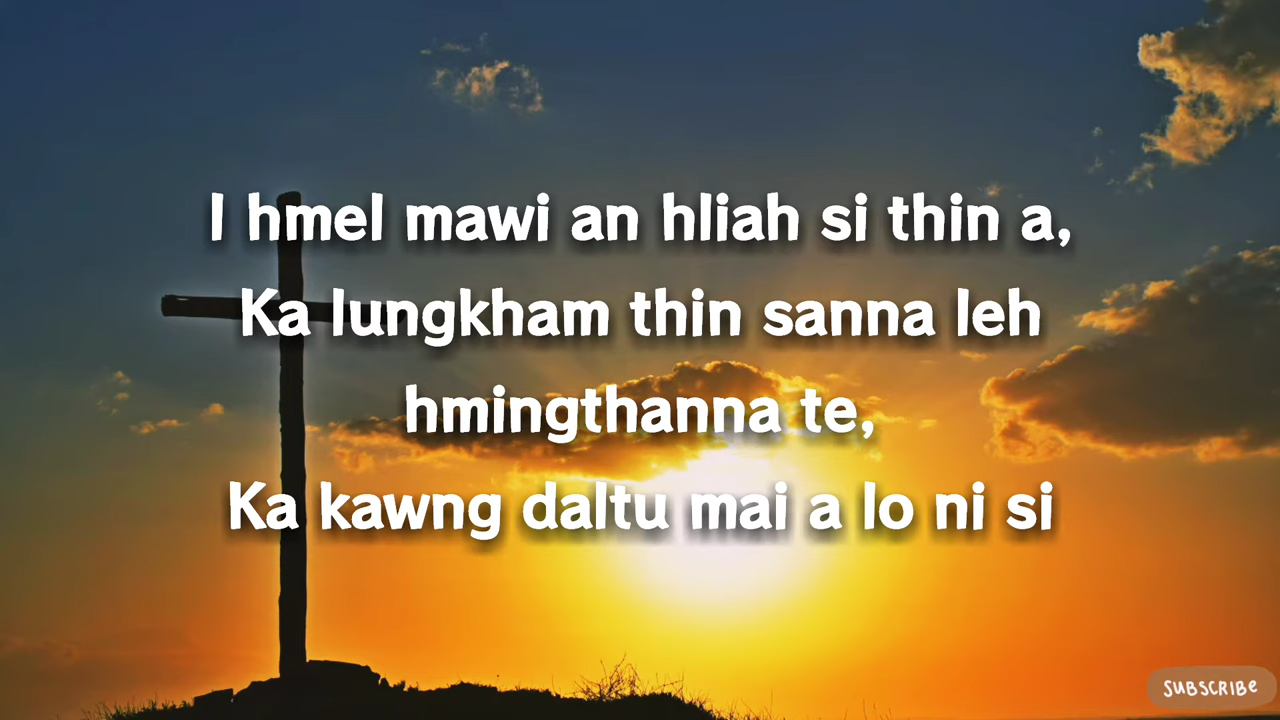 I hmel mawi an hliah si thin a,
Ka lungkham thin sanna leh
hmingthanna te,
Ka kawng daltu mai a lo ni si
SUBSCRIBE